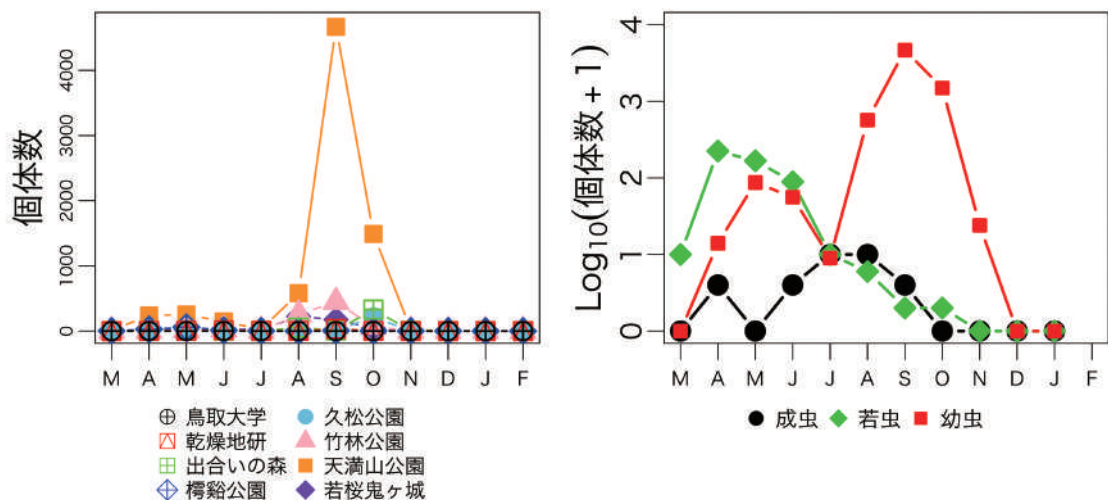 個体数
4000
3000
2000
1000
0
M A M J J A S O N D J F
鳥取大学
乾燥地研
出合いの森
樗谿公園
久松公園
竹林公園
天満山公園
若桜鬼ヶ城
Log10(個体数 + 1)
4
3
2
1
0
M A M J J A S O N D J F
成虫 若虫 幼虫